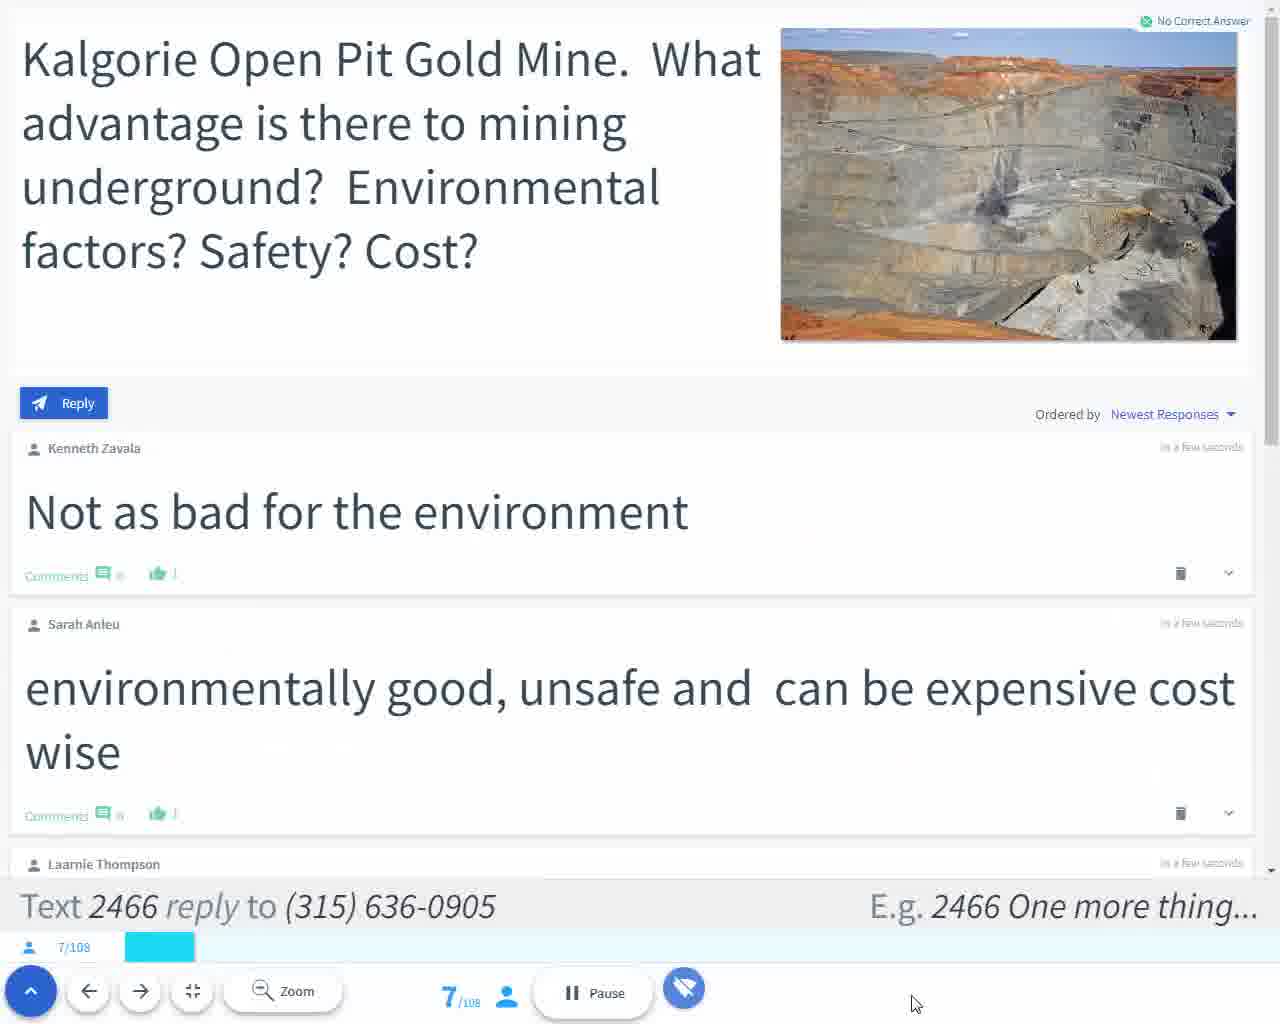 No Correct Answer
Kalgorie Open Pit Gold Mine.  What
advantage is there to mining
underground?  Environmental
factors? Safety? Cost?
Reply
Ordered by Newest Responses
Kenneth Zavala
in a few seconds
Not as bad for the environment
Comments 0 1
Sarah Anleu
in a few seconds
environmentally good, unsafe and  can be expensive cost
wise
Comments 0 1
Laarnie Thompson
in a few seconds
Text 2466 reply to (315) 636-0905
E.g. 2466 One more thing...
7/108
Zoom
7/108
Pause